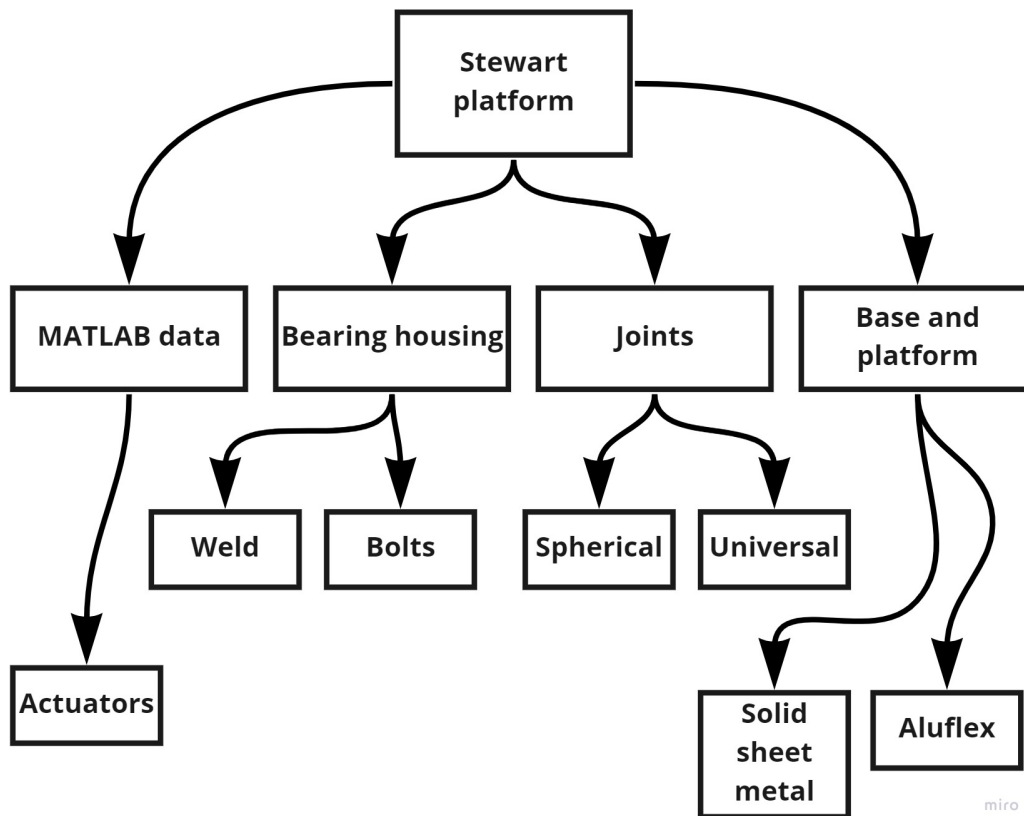 Stewart
platform
MATLAB data
Bearing housing
Joints
Base and
platform
Weld
Bolts
Spherical
Universal
Actuators
Solid
sheet
metal
Aluflex
miro